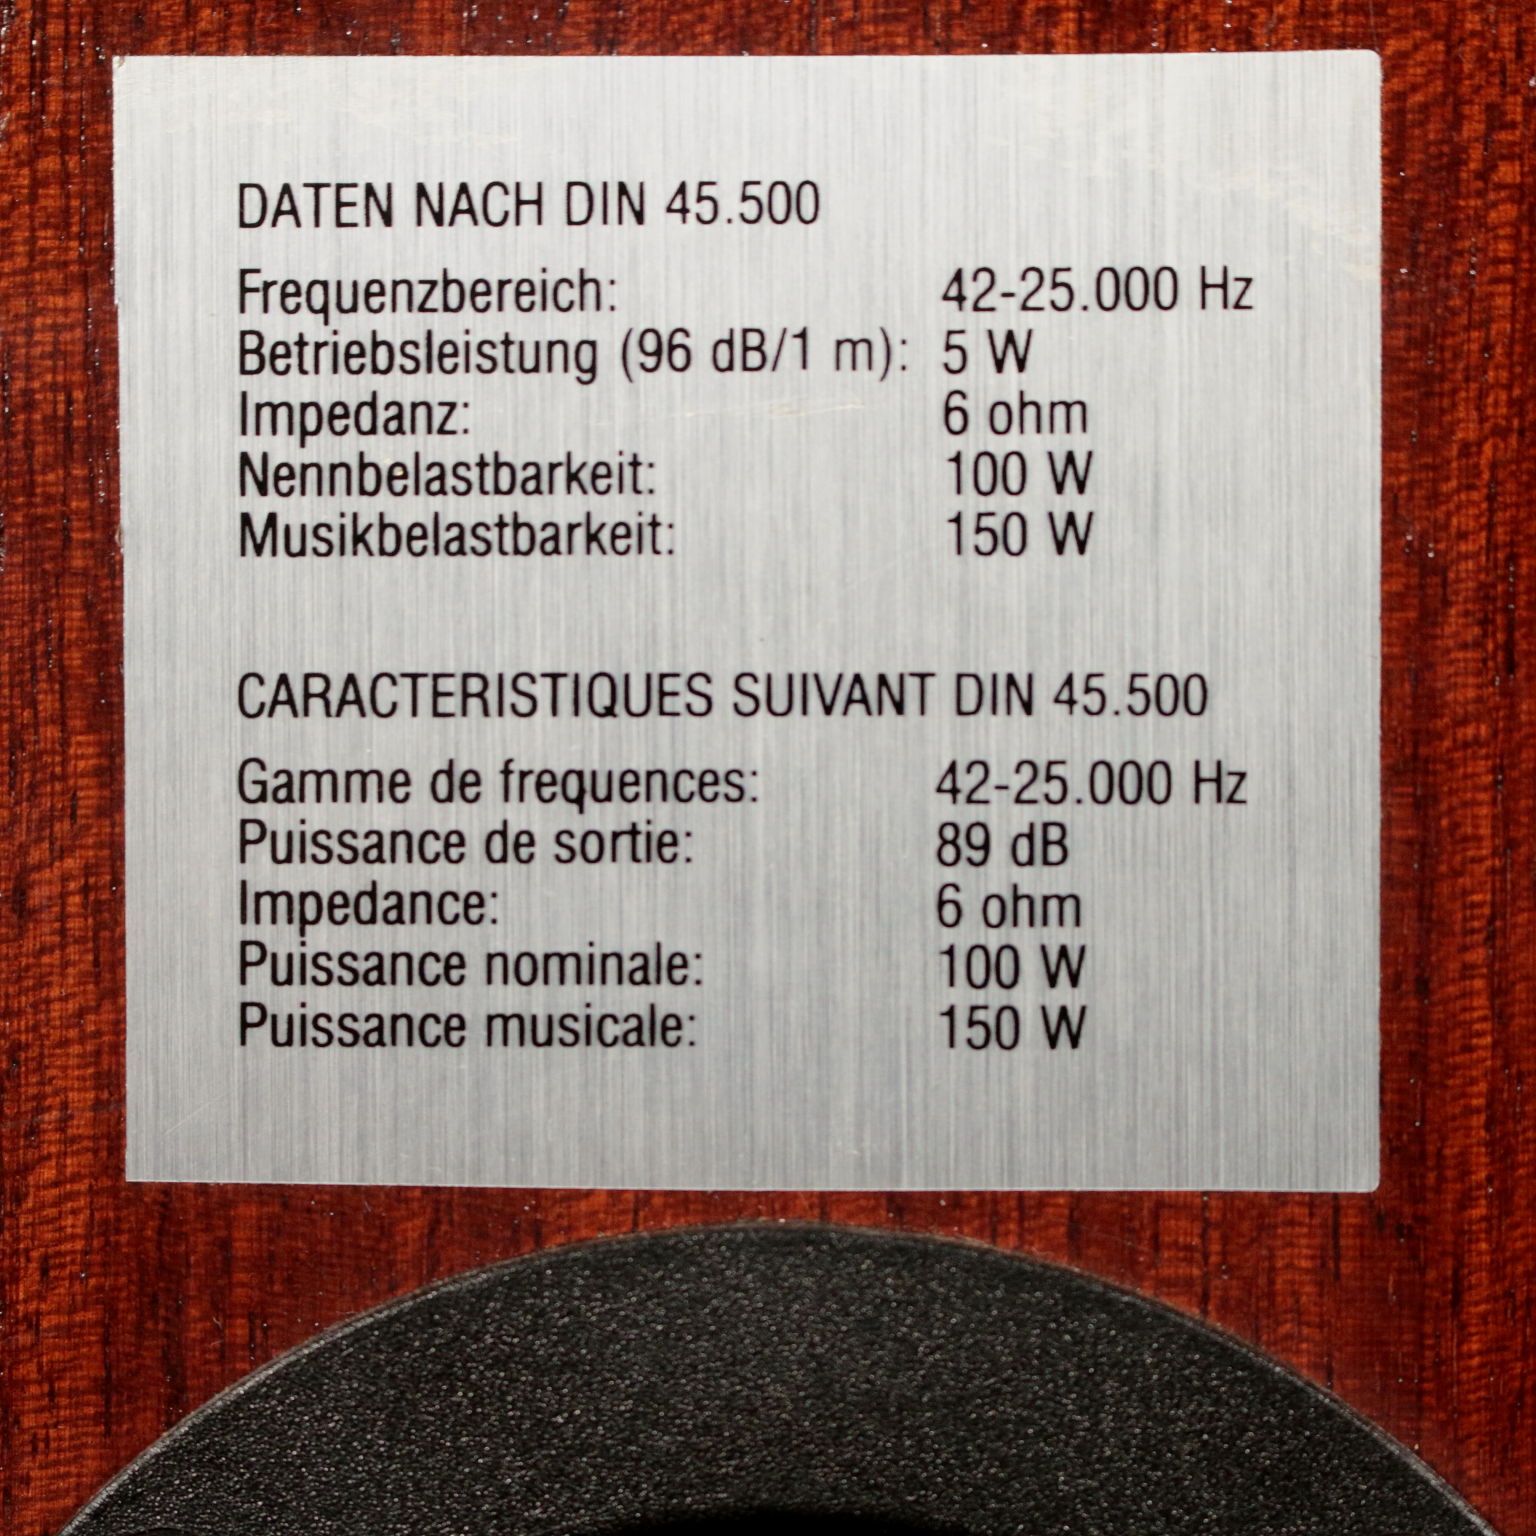 DATEN NACH DIN 45.500
Frequenzbereich: 42-25.000 Hz
Betriebsleistung (96 dB/1 m): 5 W
Impedanz: 6 ohm
Nennbelastbarkeit: 100 W
Musikbelastbarkeit: 150 W
CARACTERISTIQUES SUIVANT DIN 45.500
Gamme de frequences: 42-25.000 Hz
Puissance de sortie: 89 dB
Impedance: 6 ohm
Puissance nominale: 100 W
Puissance musicale: 150 W